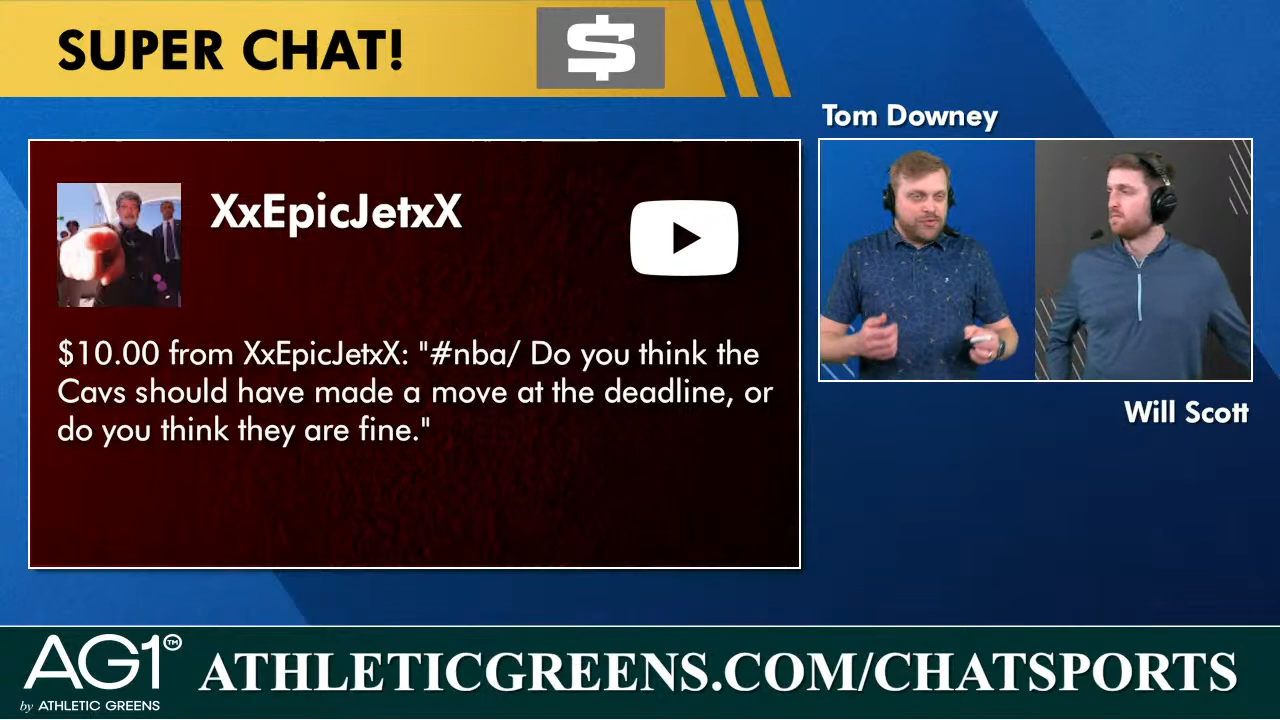 SUPER CHAT!
$
Tom Downey
XxEpicJetxX
$10.00 from XxEpicJetxX: "#nba/ Do you think the
Cavs should have made a move at the deadline, or
do you think they are fine."
Will Scott
AG1™
by ATHLETIC GREENS
ATHLETICGREENS.COM/CHATSPORTS